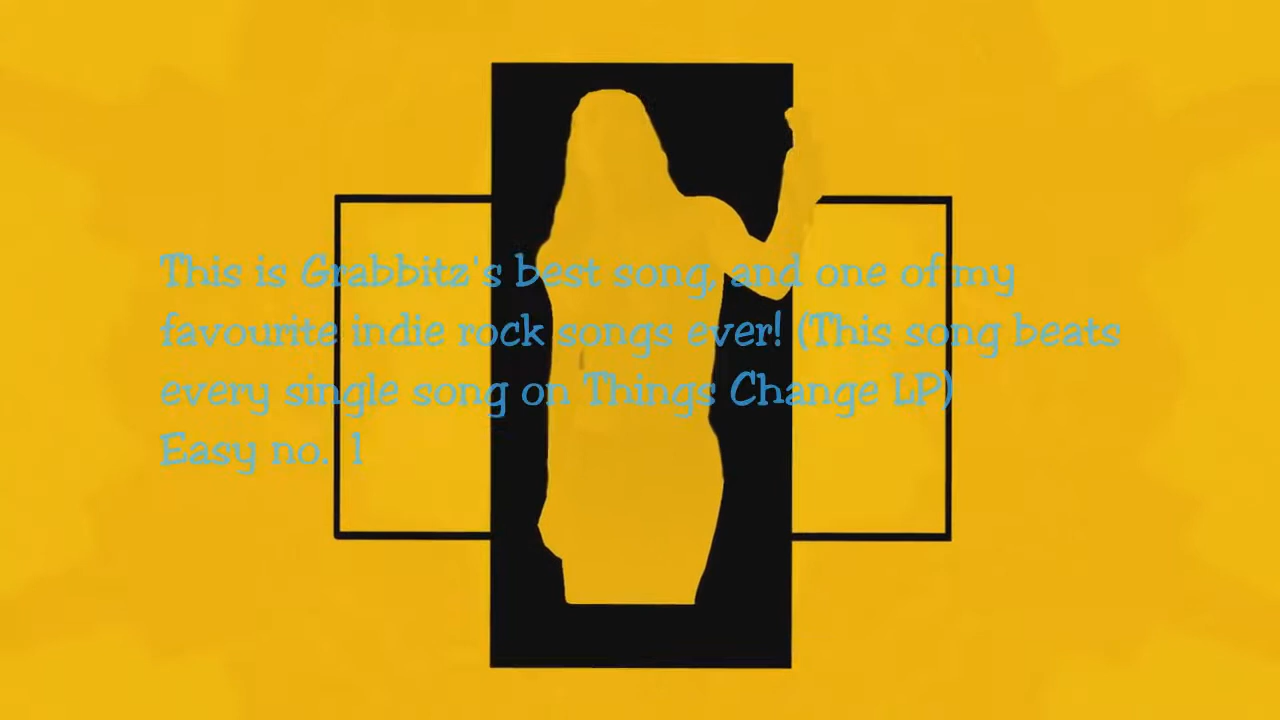 This is Grabbitz's best song, and one of my
favourite indie rock songs ever! (This song beats
every single song on Things Change LP)
Easy no. 1